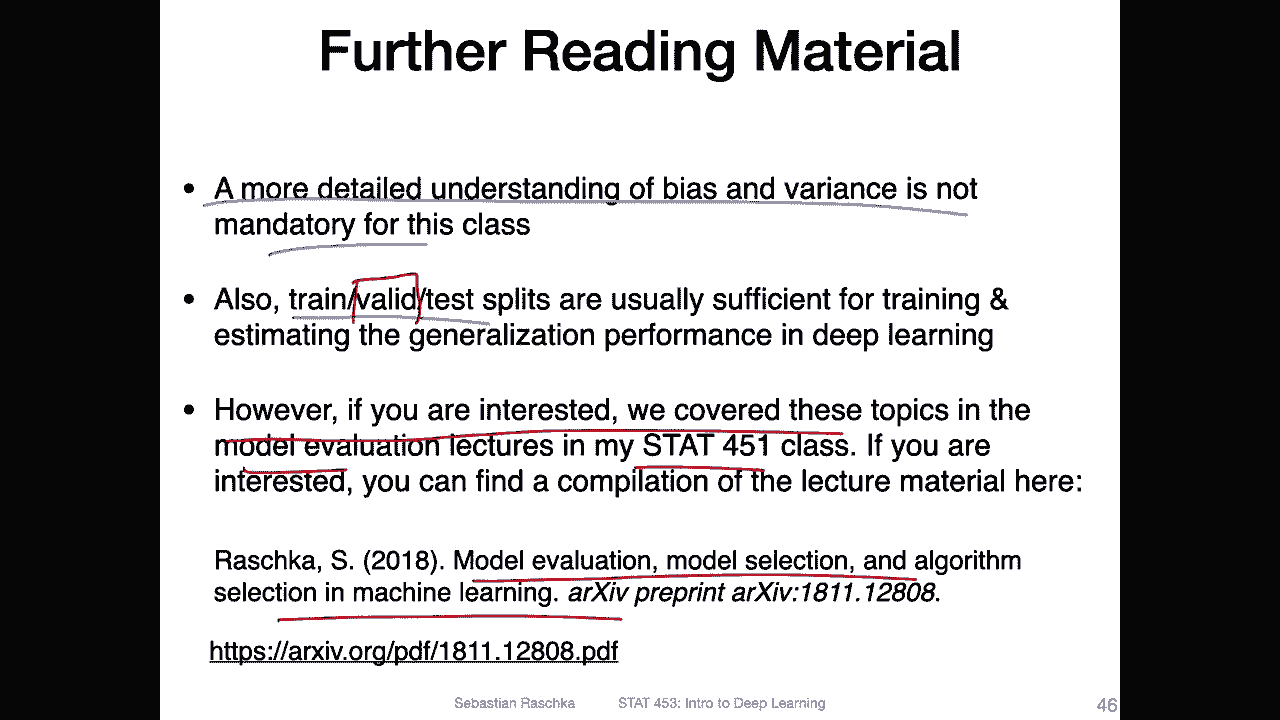 Further Reading Material
• A more detailed understanding of bias and variance is not
mandatory for this class
• Also, train/valid/test splits are usually sufficient for training &
estimating the generalization performance in deep learning
• However, if you are interested, we covered these topics in the
model evaluation lectures in my STAT 451 class. If you are
interested, you can find a compilation of the lecture material here:
Raschka, S. (2018). Model evaluation, model selection, and algorithm
selection in machine learning. arXiv preprint arXiv:1811.12808.
https://arxiv.org/pdf/1811.12808.pdf
Sebastian Raschka STAT 453: Intro to Deep Learning 46